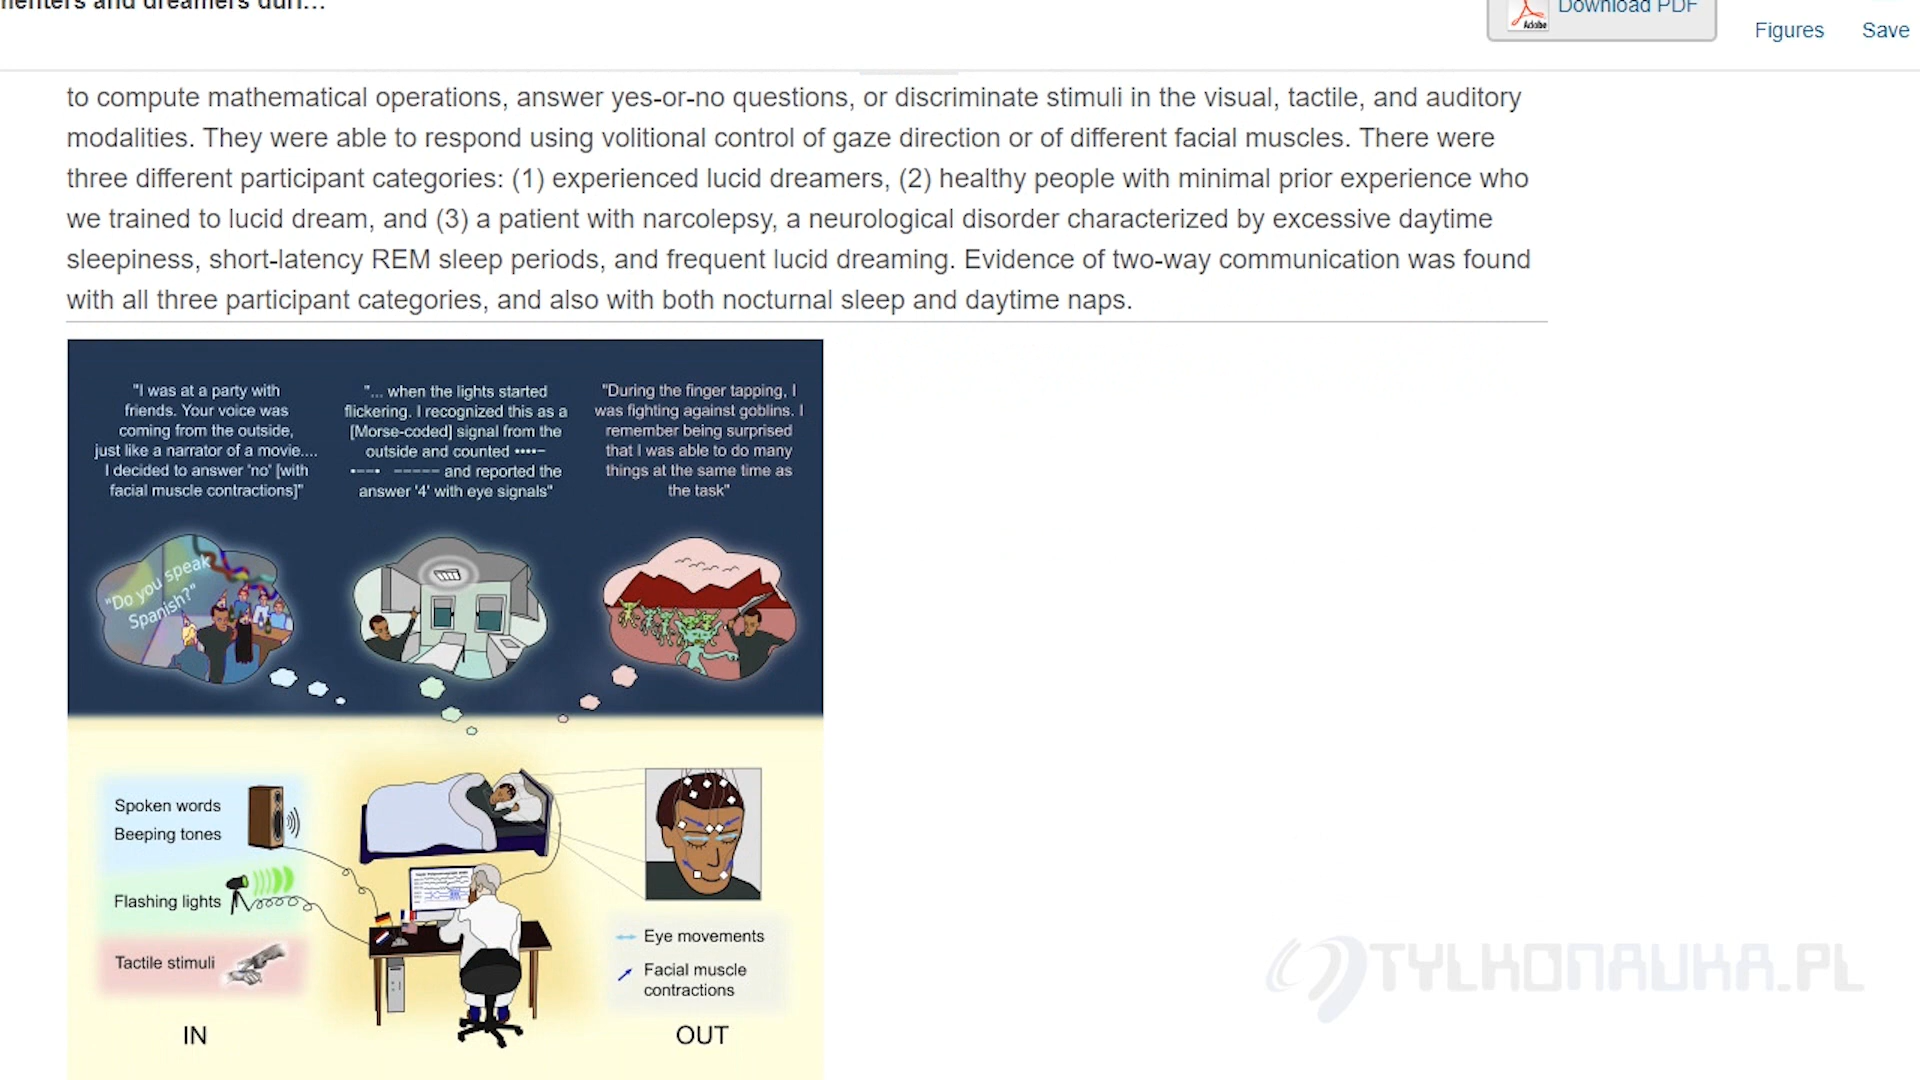 menters and dreamers duri...
Download PDF
Adobe
Figures
Save
to compute mathematical operations, answer yes-or-no questions, or discriminate stimuli in the visual, tactile, and auditory
modalities. They were able to respond using volitional control of gaze direction or of different facial muscles. There were
three different participant categories: (1) experienced lucid dreamers, (2) healthy people with minimal prior experience who
we trained to lucid dream, and (3) a patient with narcolepsy, a neurological disorder characterized by excessive daytime
sleepiness, short-latency REM sleep periods, and frequent lucid dreaming. Evidence of two-way communication was found
with all three participant categories, and also with both nocturnal sleep and daytime naps.
"I was at a party with
friends. Your voice was
coming from the outside,
just like a narrator of a movie....
I decided to answer 'no' [with
facial muscle contractions]"
"... when the lights started
flickering. I recognized this as a
[Morse-coded] signal from the
outside and counted ••••–
•––• ––––– and reported the
answer '4' with eye signals"
"During the finger tapping, I
was fighting against goblins. I
remember being surprised
that I was able to do many
things at the same time as
the task"
"Do you speak
Spanish?"
Spoken words
Beeping tones
Flashing lights
Tactile stimuli
IN
Eye movements
Facial muscle
contractions
OUT
TYLKONAUKA.PL